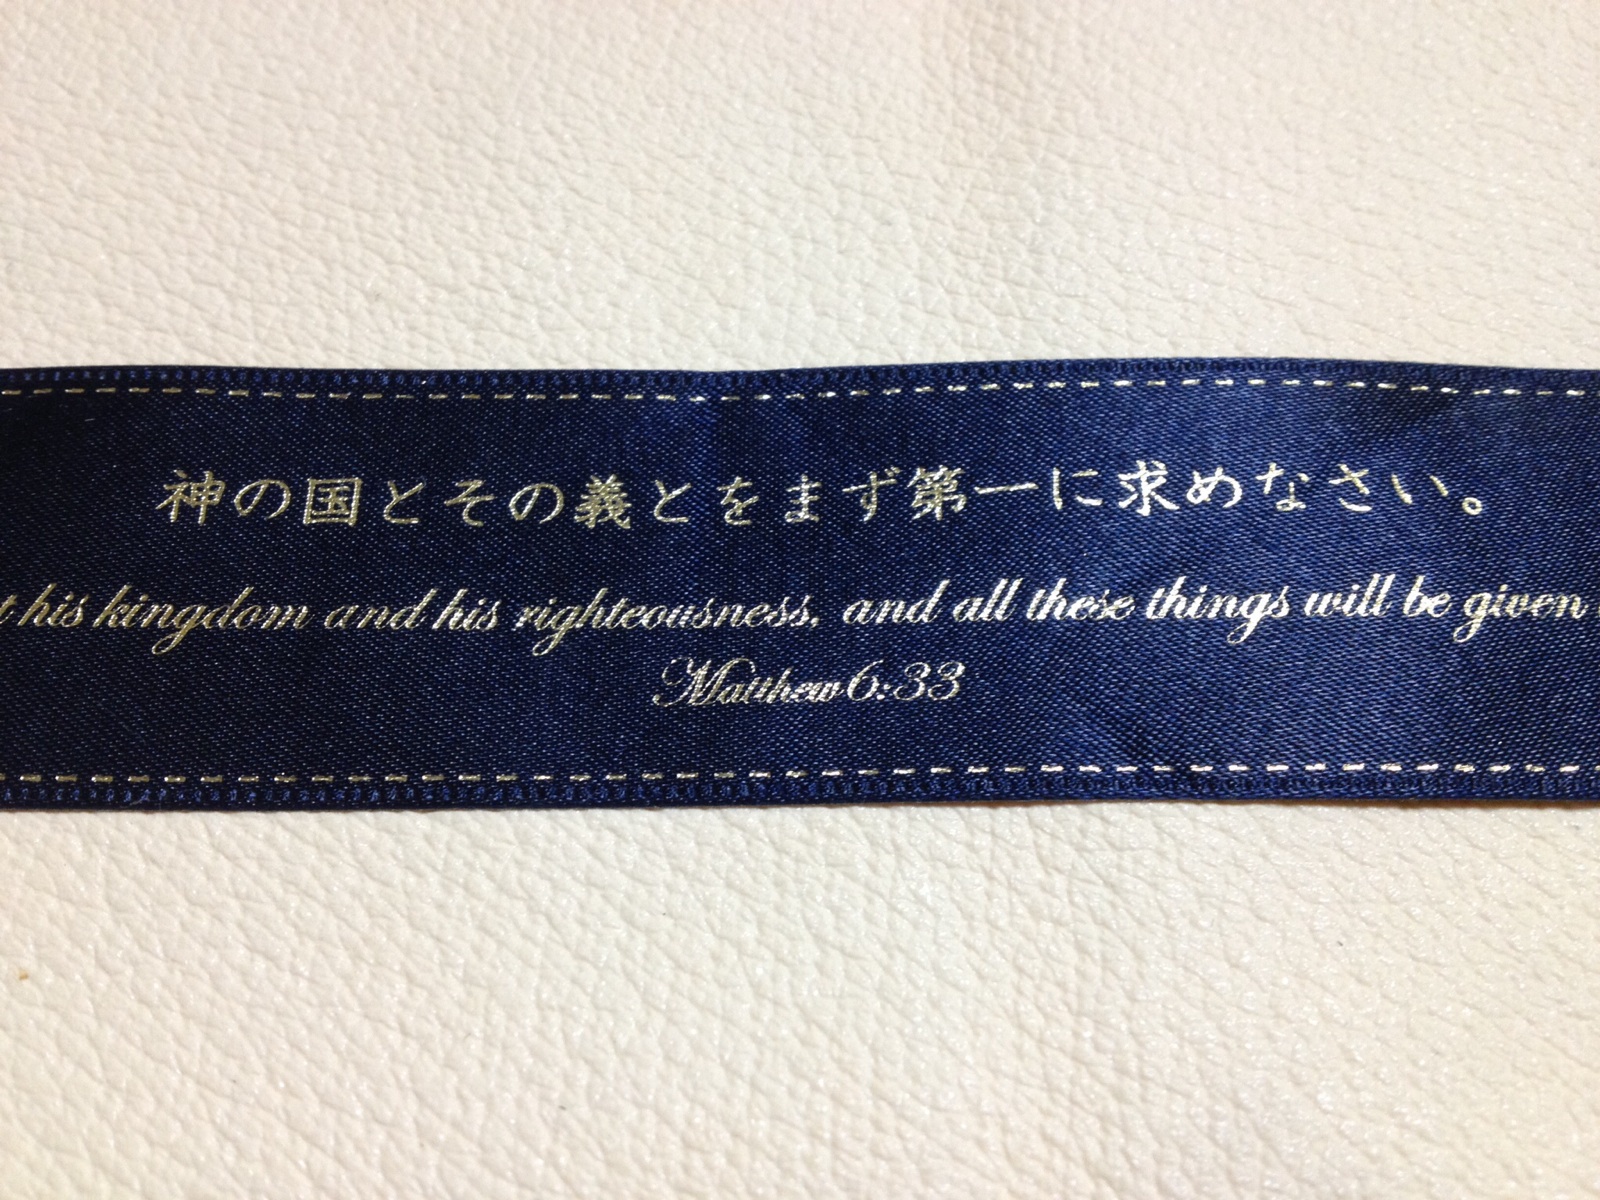 神の国とその義とをまず第一に求めなさい。
t his kingdom and his righteousness, and all these things will be given
Matthew 6:33